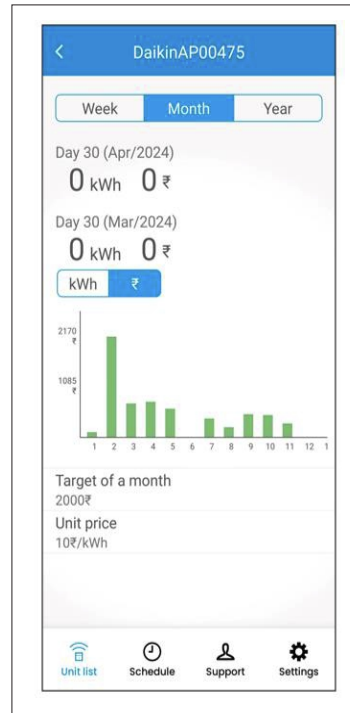 DaikinAP00475
Week Month Year
Day 30 (Apr/2024)
0 kWh 0 ₹
Day 30 (Mar/2024)
0 kWh 0 ₹
kWh ₹
2170
₹
1085
₹
1 2 3 4 5 6 7 8 9 10 11 12 1
Target of a month
2000₹
Unit price
10₹/kWh
Unit list Schedule Support Settings